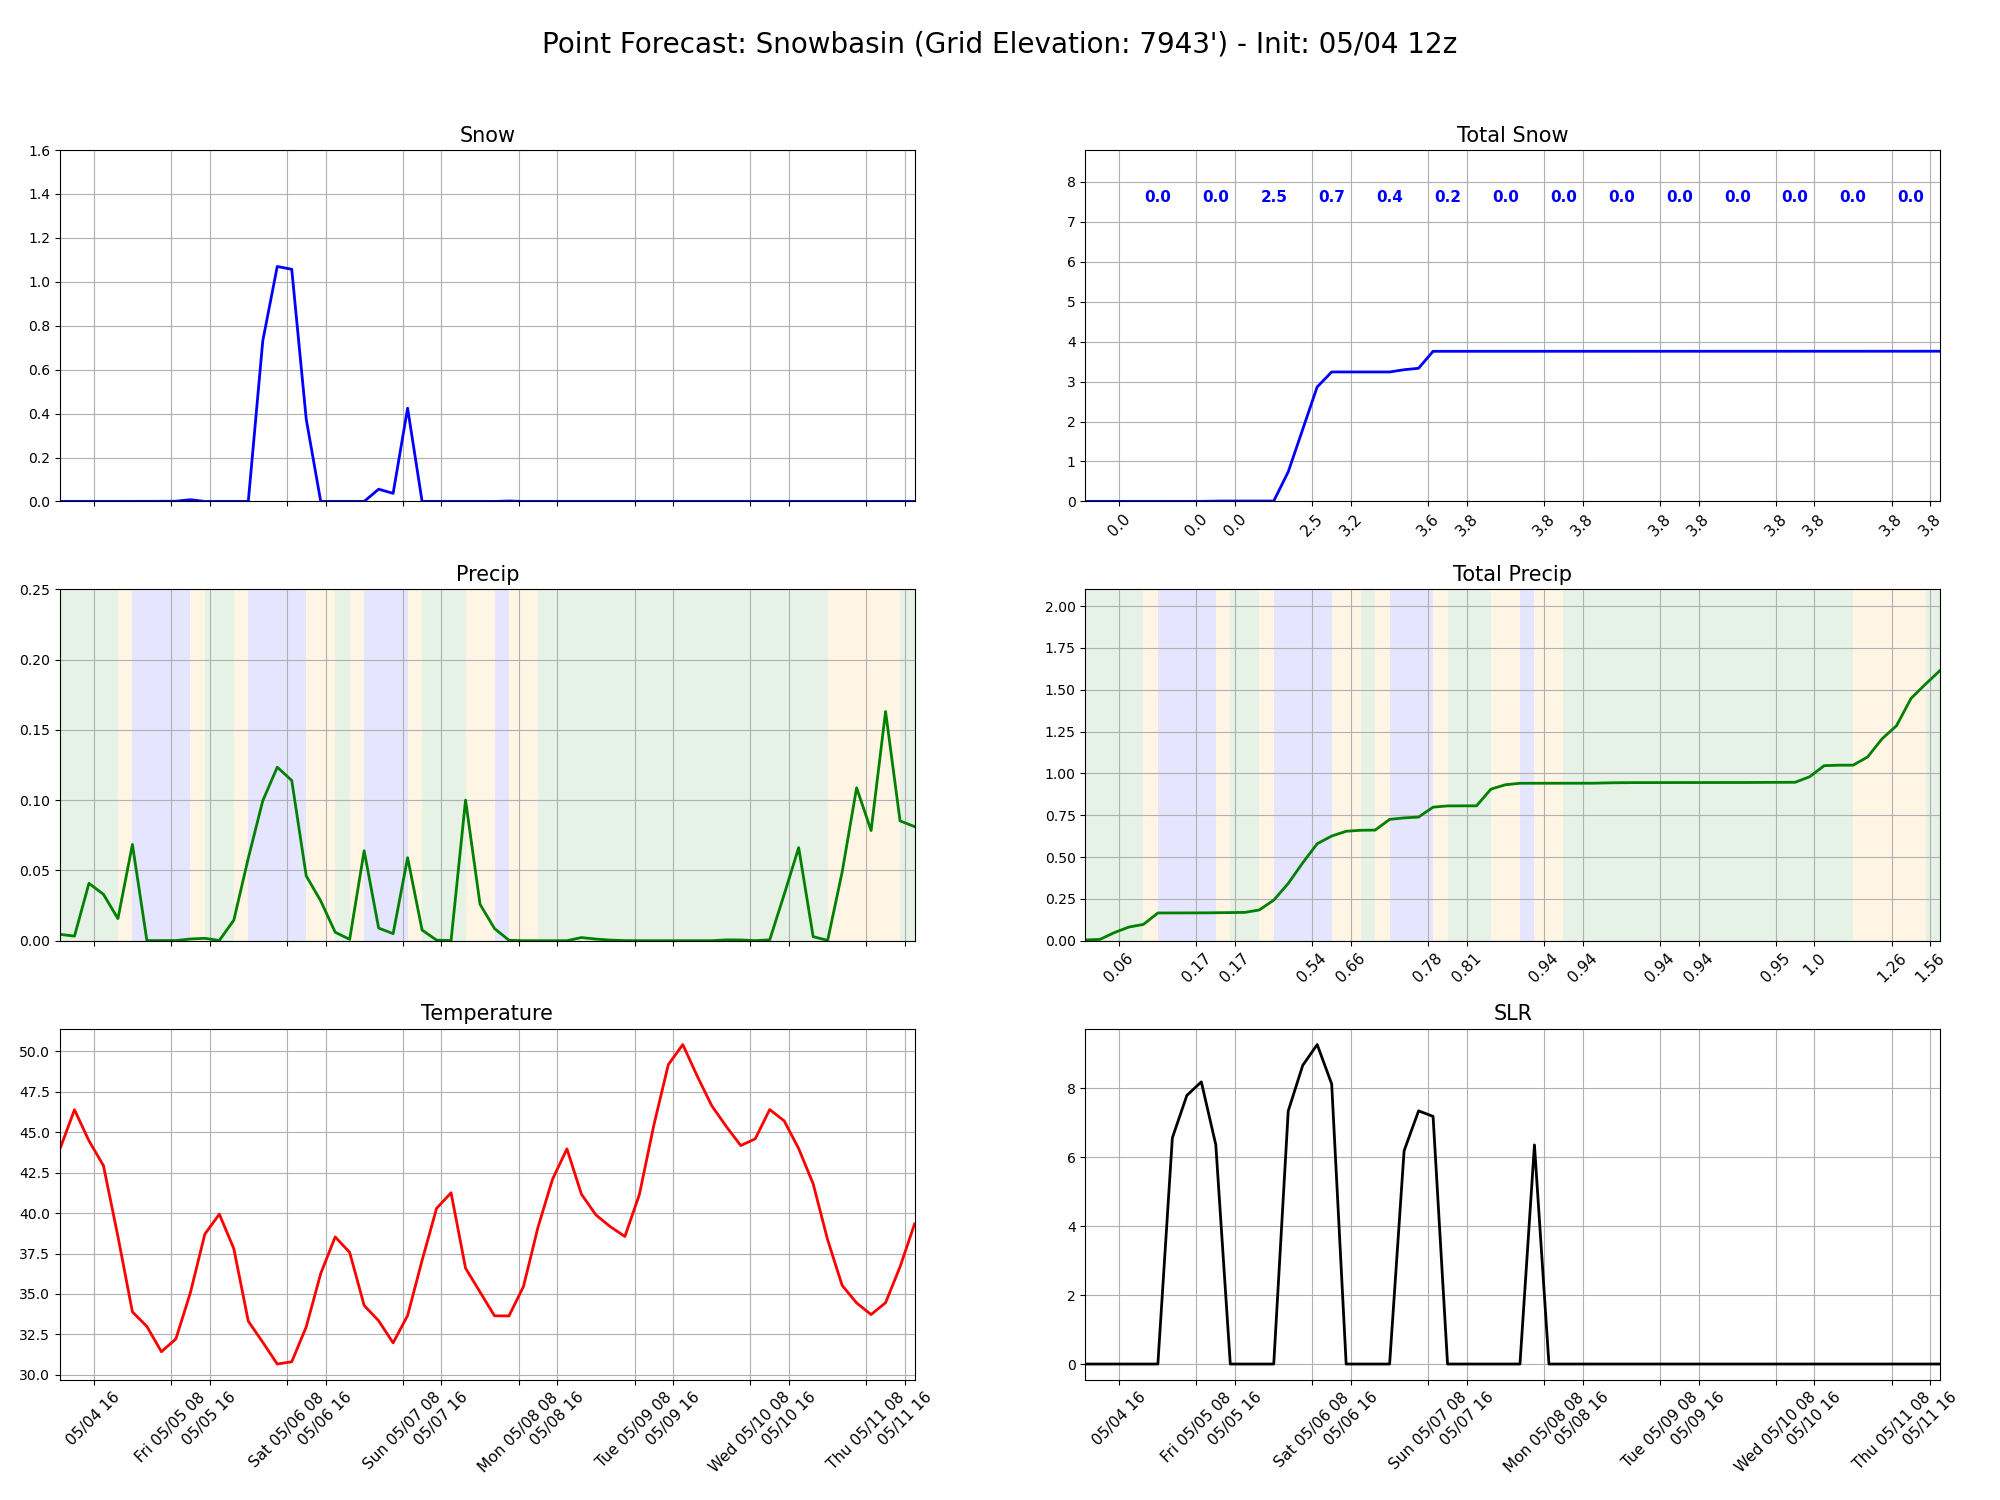 Point Forecast: Snowbasin (Grid Elevation: 7943') - Init: 05/04 12z
Snow
1.6
1.4
1.2
1.0
0.8
0.6
0.4
0.2
0.0
Total Snow
8
7
6
5
4
3
2
1
0
0.0 0.0 2.5 0.7 0.4 0.2 0.0 0.0 0.0 0.0 0.0 0.0 0.0 0.0
0.0 0.0 0.0 2.5 3.2 3.6 3.8 3.8 3.8 3.8 3.8 3.8 3.8 3.8 3.8
Precip
0.25
0.20
0.15
0.10
0.05
0.00
Total Precip
2.00
1.75
1.50
1.25
1.00
0.75
0.50
0.25
0.00
0.06 0.17 0.17 0.54 0.66 0.78 0.81 0.94 0.94 0.94 0.94 0.95 1.0 1.26 1.56
Temperature
50.0
47.5
45.0
42.5
40.0
37.5
35.0
32.5
30.0
05/04 16
Fri 05/05 08
05/05 16
Sat 05/06 08
05/06 16
Sun 05/07 08
05/07 16
Mon 05/08 08
05/08 16
Tue 05/09 08
05/09 16
Wed 05/10 08
05/10 16
Thu 05/11 08
05/11 16
SLR
8
6
4
2
0
05/04 16
Fri 05/05 08
05/05 16
Sat 05/06 08
05/06 16
Sun 05/07 08
05/07 16
Mon 05/08 08
05/08 16
Tue 05/09 08
05/09 16
Wed 05/10 08
05/10 16
Thu 05/11 08
05/11 16